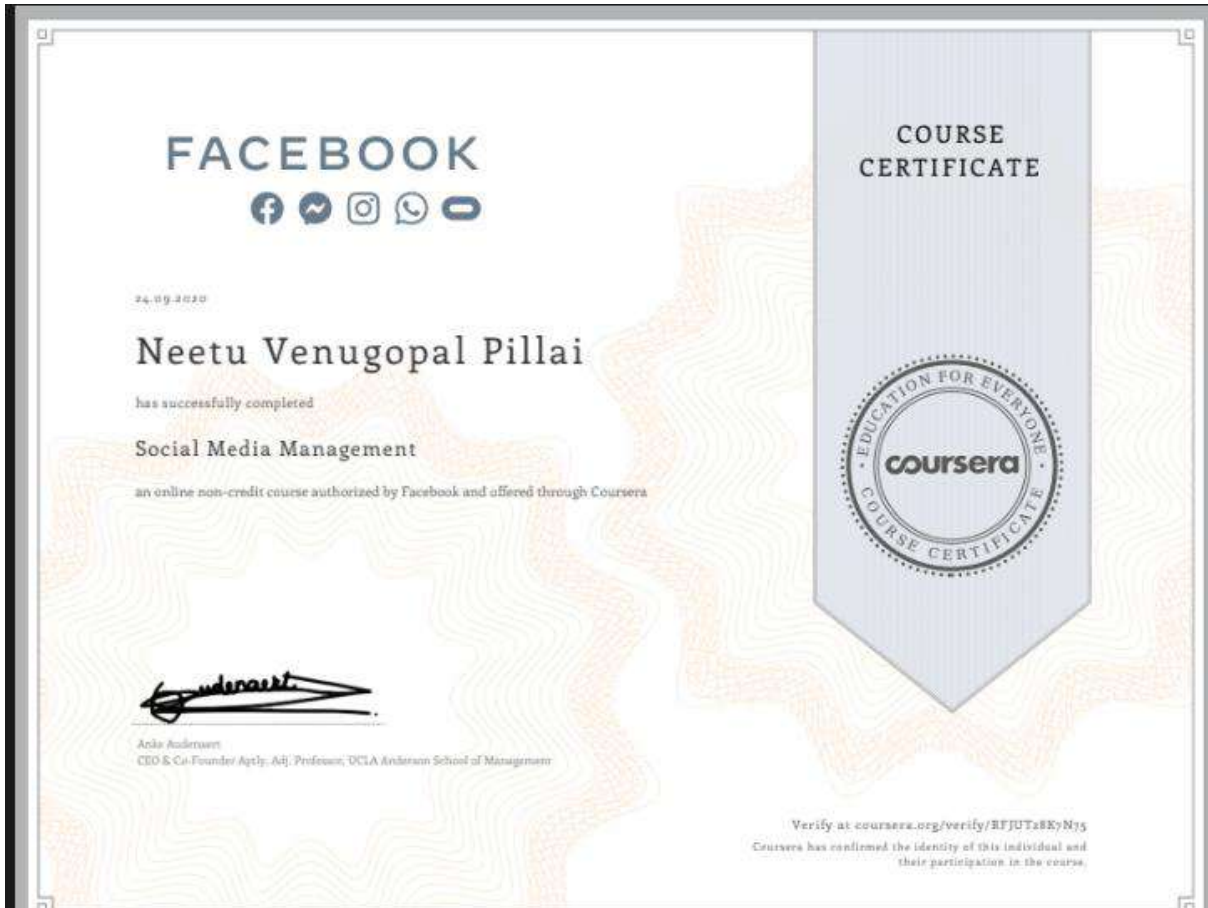 FACEBOOK
24.09.2020
Neetu Venugopal Pillai
has successfully completed
Social Media Management
an online non-credit course authorized by Facebook and offered through Coursera
Audenaert.
Anke Audenaert
CEO & Co-Founder Aptly, Adj. Professor, UCLA Anderson School of Management
COURSE
CERTIFICATE
EDUCATION FOR EVERYONE
coursera
COURSE CERTIFICATE
Verify at coursera.org/verify/
Coursera has confirmed the identity of this individual and
their participation in the course.